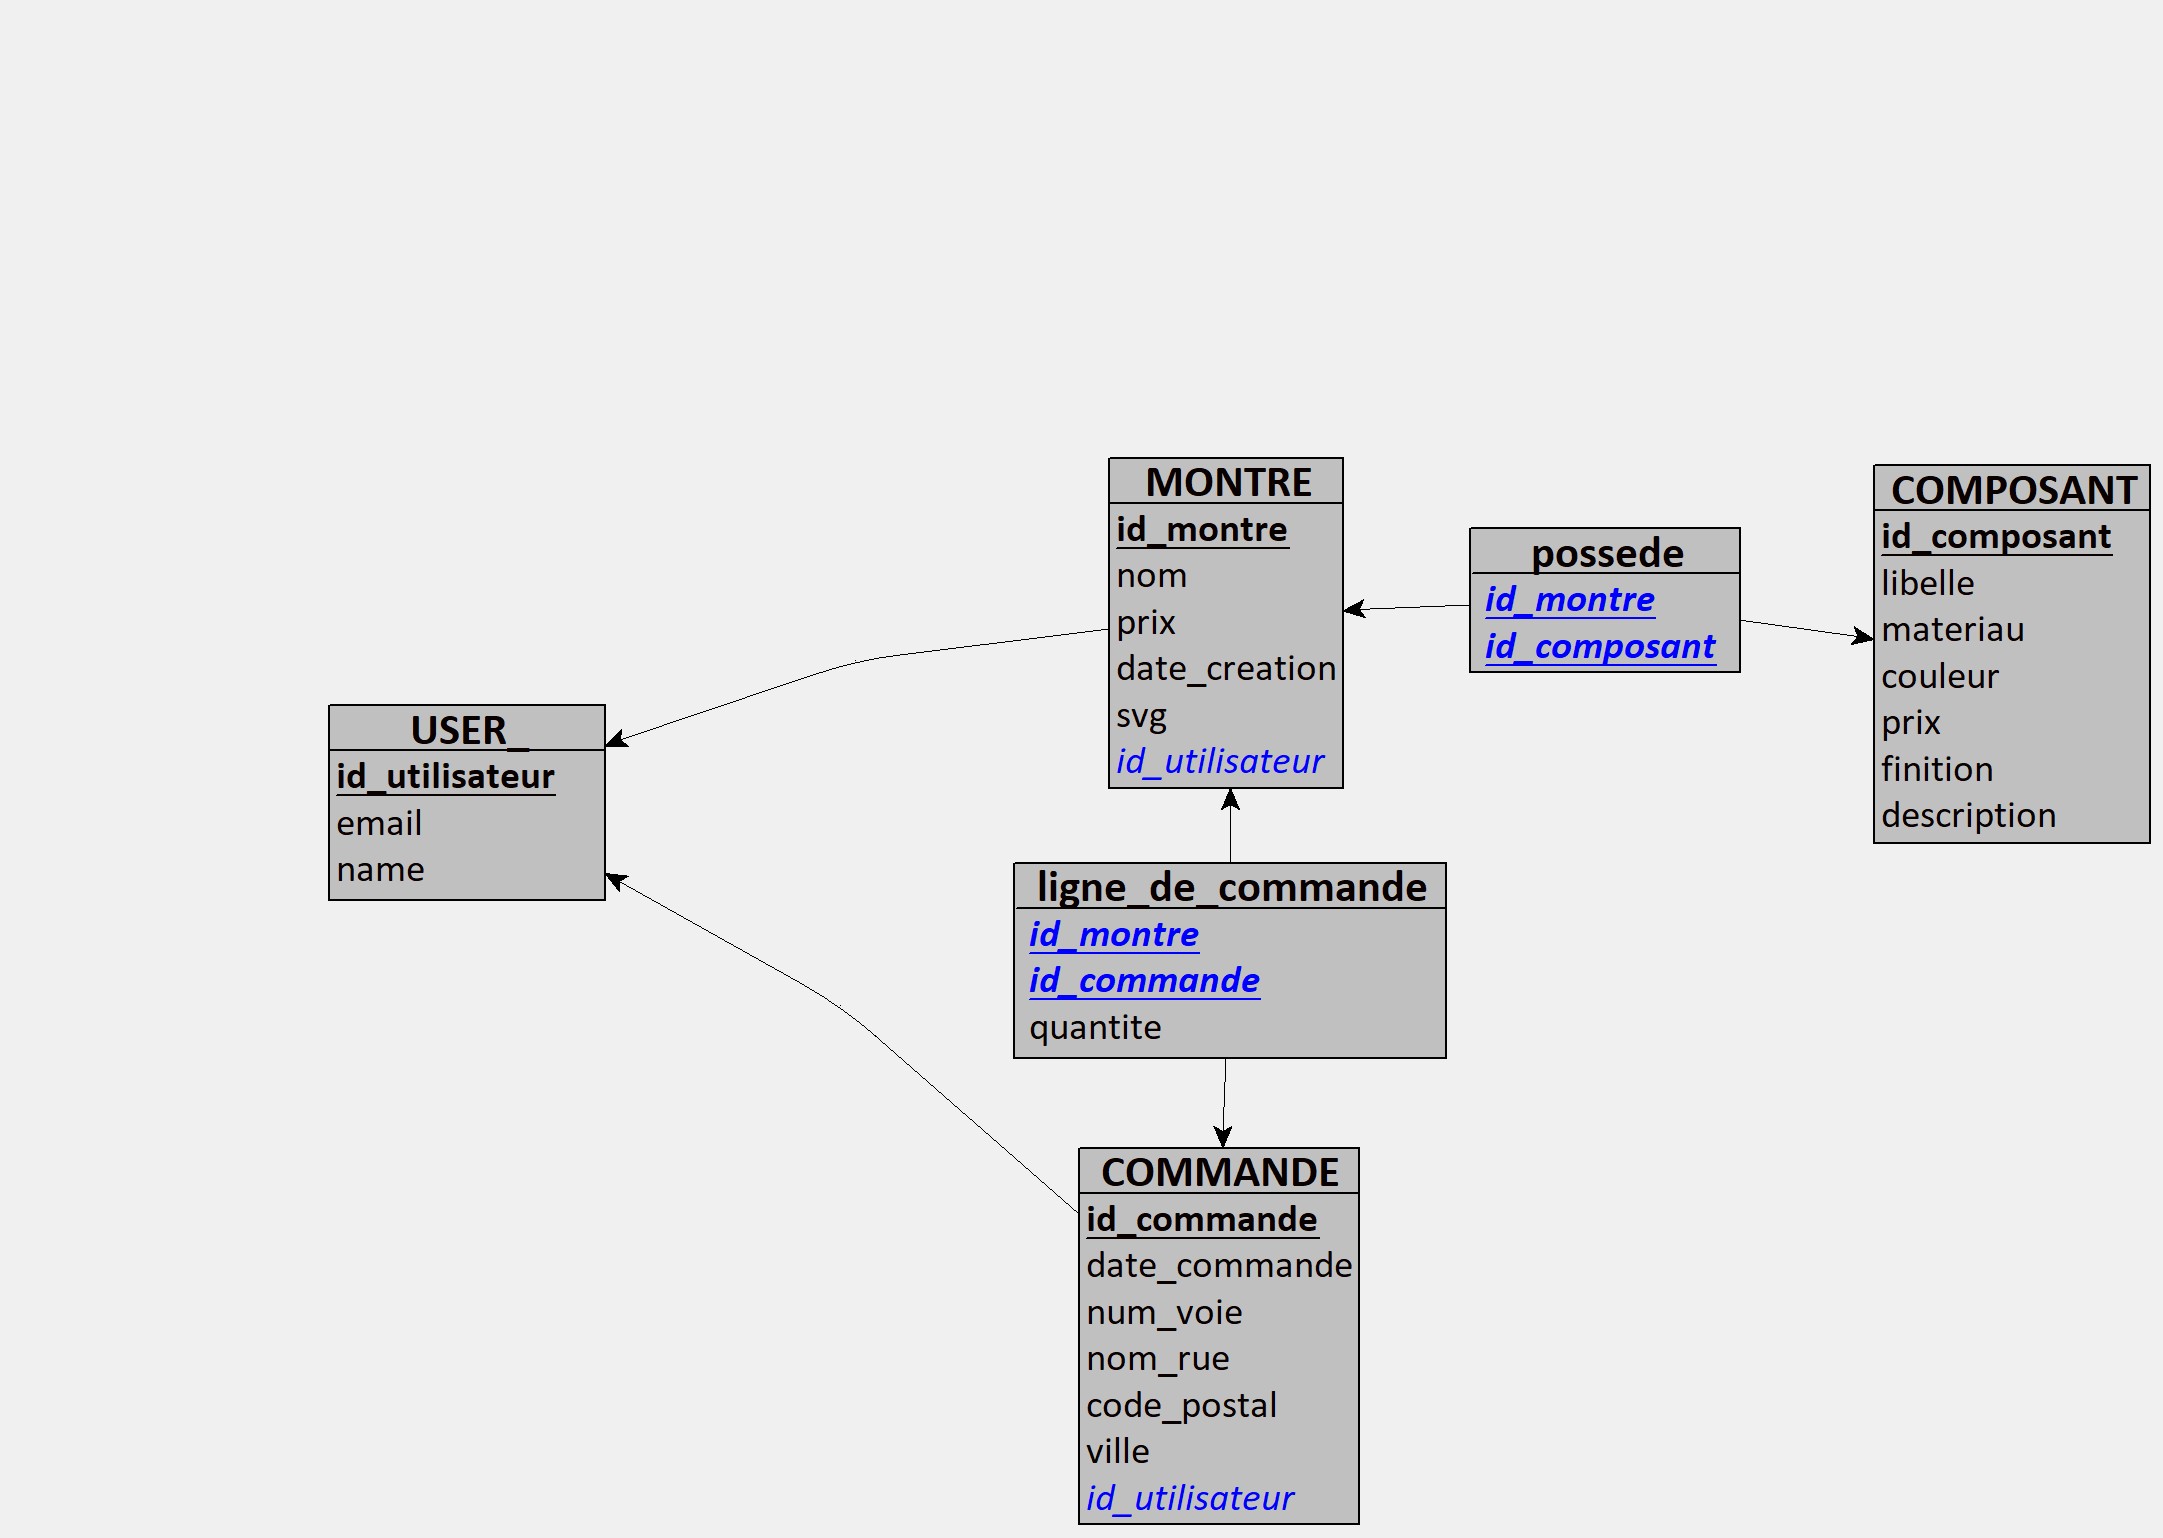 MONTRE
id_montre
nom
prix
date_creation
svg
id_utilisateur
possede
id_montre
id_composant
COMPOSANT
id_composant
libelle
materiau
couleur
prix
finition
description
USER_
id_utilisateur
email
name
ligne_de_commande
id_montre
id_commande
quantite
COMMANDE
id_commande
date_commande
num_voie
nom_rue
code_postal
ville
id_utilisateur